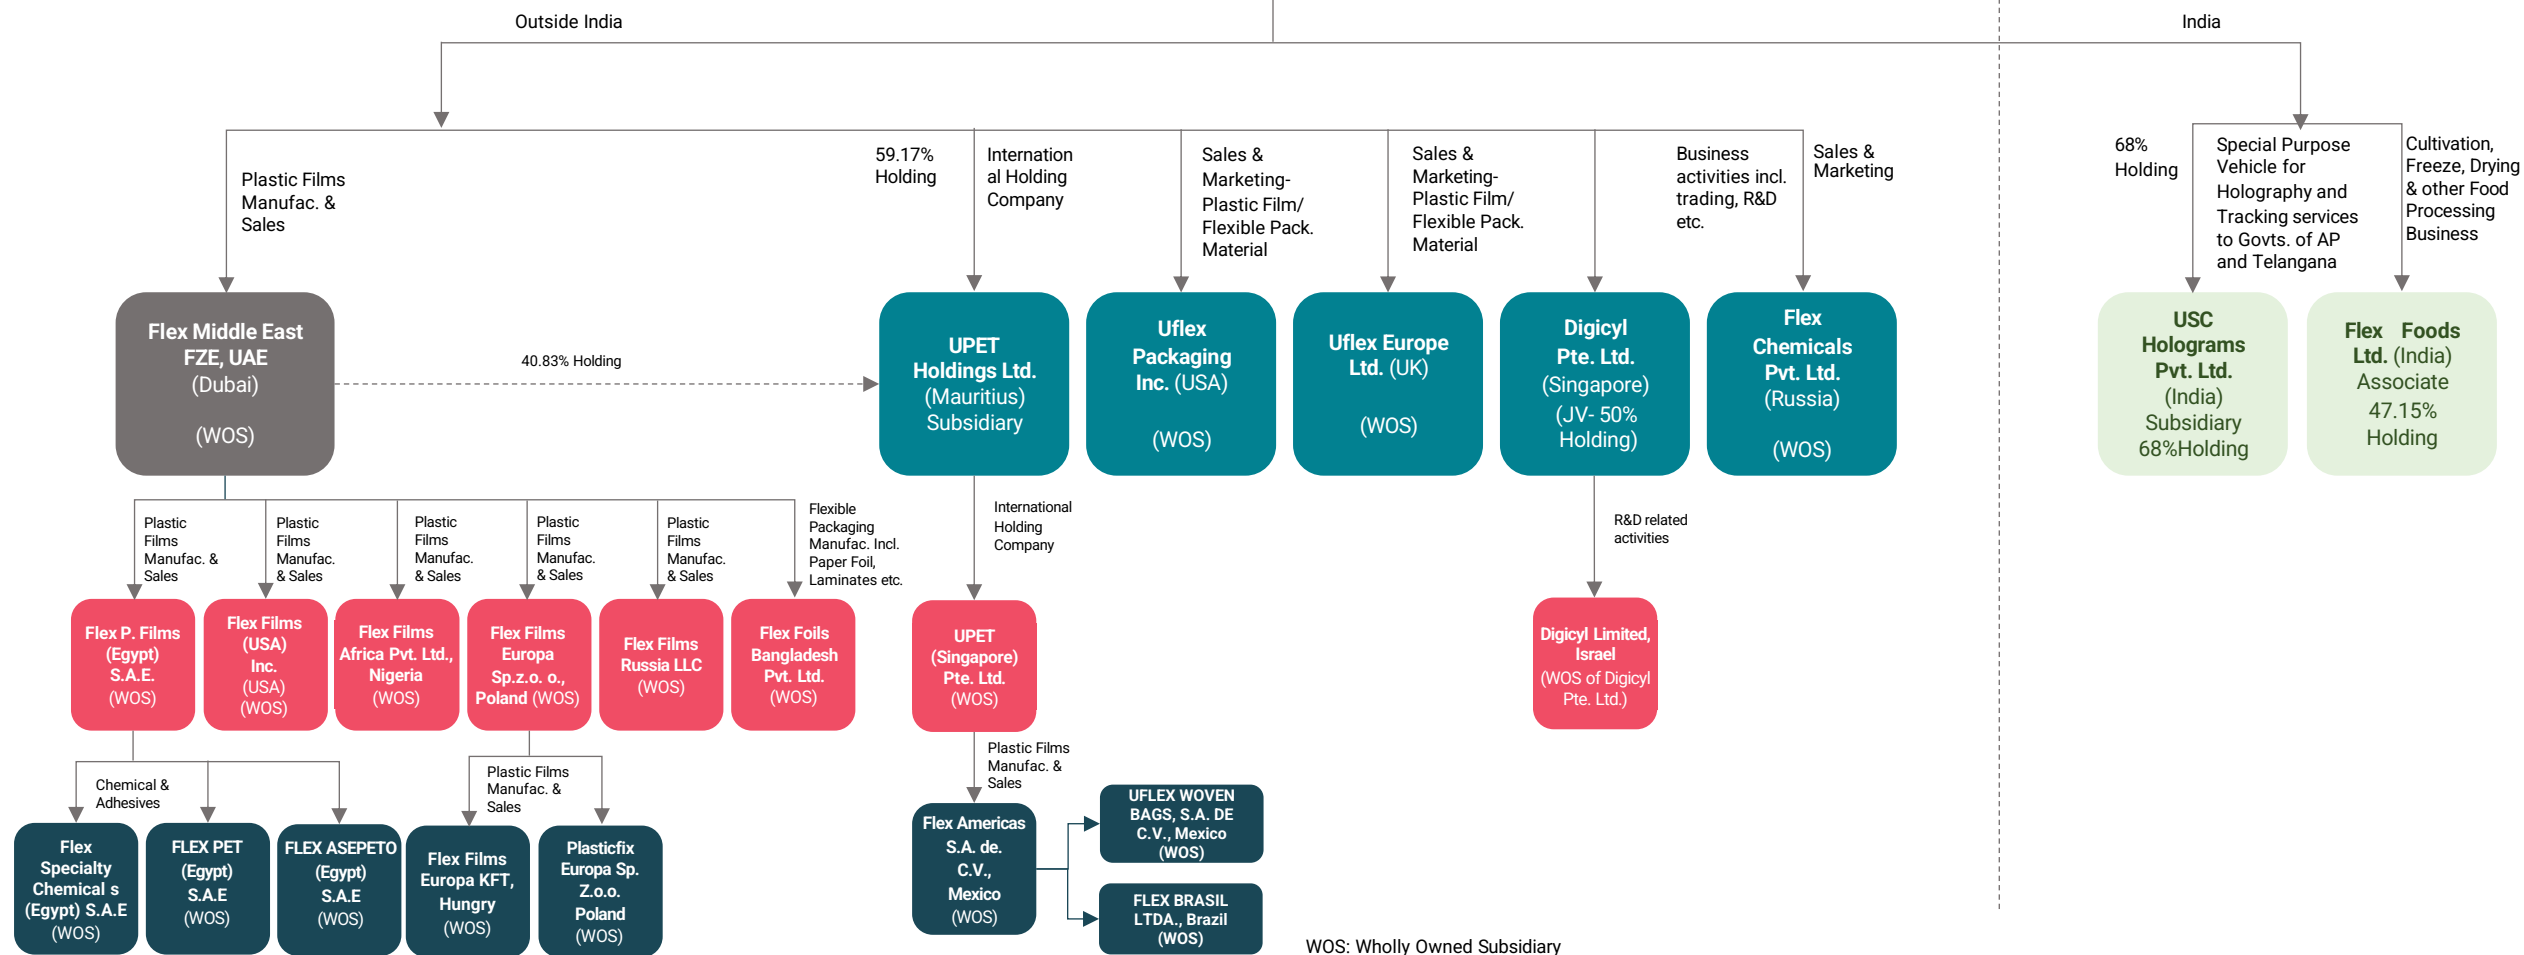 Outside India
India
Plastic Films
Manufac. &
Sales
59.17%
Holding
Internation
al Holding
Company
Sales &
Marketing-
Plastic Film/
Flexible Pack.
Material
Sales &
Marketing-
Plastic Film/
Flexible Pack.
Material
Business
activities incl.
trading, R&D
etc.
Sales &
Marketing
68%
Holding
Special Purpose
Vehicle for
Holography and
Tracking services
to Govts. of AP
and Telangana
Cultivation,
Freeze, Drying
& other Food
Processing
Business
Flex Middle East
FZE, UAE
(Dubai)
(WOS)
40.83% Holding
UPET
Holdings Ltd.
(Mauritius)
Subsidiary
Uflex
Packaging
Inc. (USA)
(WOS)
Uflex Europe
Ltd. (UK)
(WOS)
Digicyl
Pte. Ltd.
(Singapore)
(JV- 50%
Holding)
Flex
Chemicals
Pvt. Ltd.
(Russia)
(WOS)
USC
Holograms
Pvt. Ltd.
(India)
Subsidiary
68%Holding
Flex Foods
Ltd. (India)
Associate
47.15%
Holding
Plastic
Films
Manufac. &
Sales
Plastic
Films
Manufac.
& Sales
Plastic
Films
Manufac.
& Sales
Plastic
Films
Manufac.
& Sales
Plastic
Films
Manufac.
& Sales
Flexible
Packaging
Manufac. Incl.
Paper Foil,
Laminates etc.
International
Holding
Company
R&D related
activities
Flex P. Films
(Egypt)
S.A.E.
(WOS)
Flex Films
(USA)
Inc.
(USA)
(WOS)
Flex Films
Africa Pvt. Ltd.,
Nigeria
(WOS)
Flex Films
Europa
Sp.z.o. o.,
Poland (WOS)
Flex Films
Russia LLC
(WOS)
Flex Foils
Bangladesh
Pvt. Ltd.
(WOS)
UPET
(Singapore)
Pte. Ltd.
(WOS)
Digicyl Limited,
Israel
(WOS of Digicyl
Pte. Ltd.)
Chemical &
Adhesives
Plastic Films
Manufac. &
Sales
Plastic Films
Manufac. &
Sales
Flex
Specialty
Chemical s
(Egypt) S.A.E
(WOS)
FLEX PET
(Egypt)
S.A.E
(WOS)
FLEX ASEPETO
(Egypt)
S.A.E
(WOS)
Flex Films
Europa KFT,
Hungry
(WOS)
Plasticfix
Europa Sp.
Z.o.o.
Poland
(WOS)
Flex Americas
S.A. de.
C.V.,
Mexico
(WOS)
UFLEX WOVEN
BAGS, S.A. DE
C.V., Mexico
(WOS)
FLEX BRASIL
LTDA., Brazil
(WOS)
WOS: Wholly Owned Subsidiary